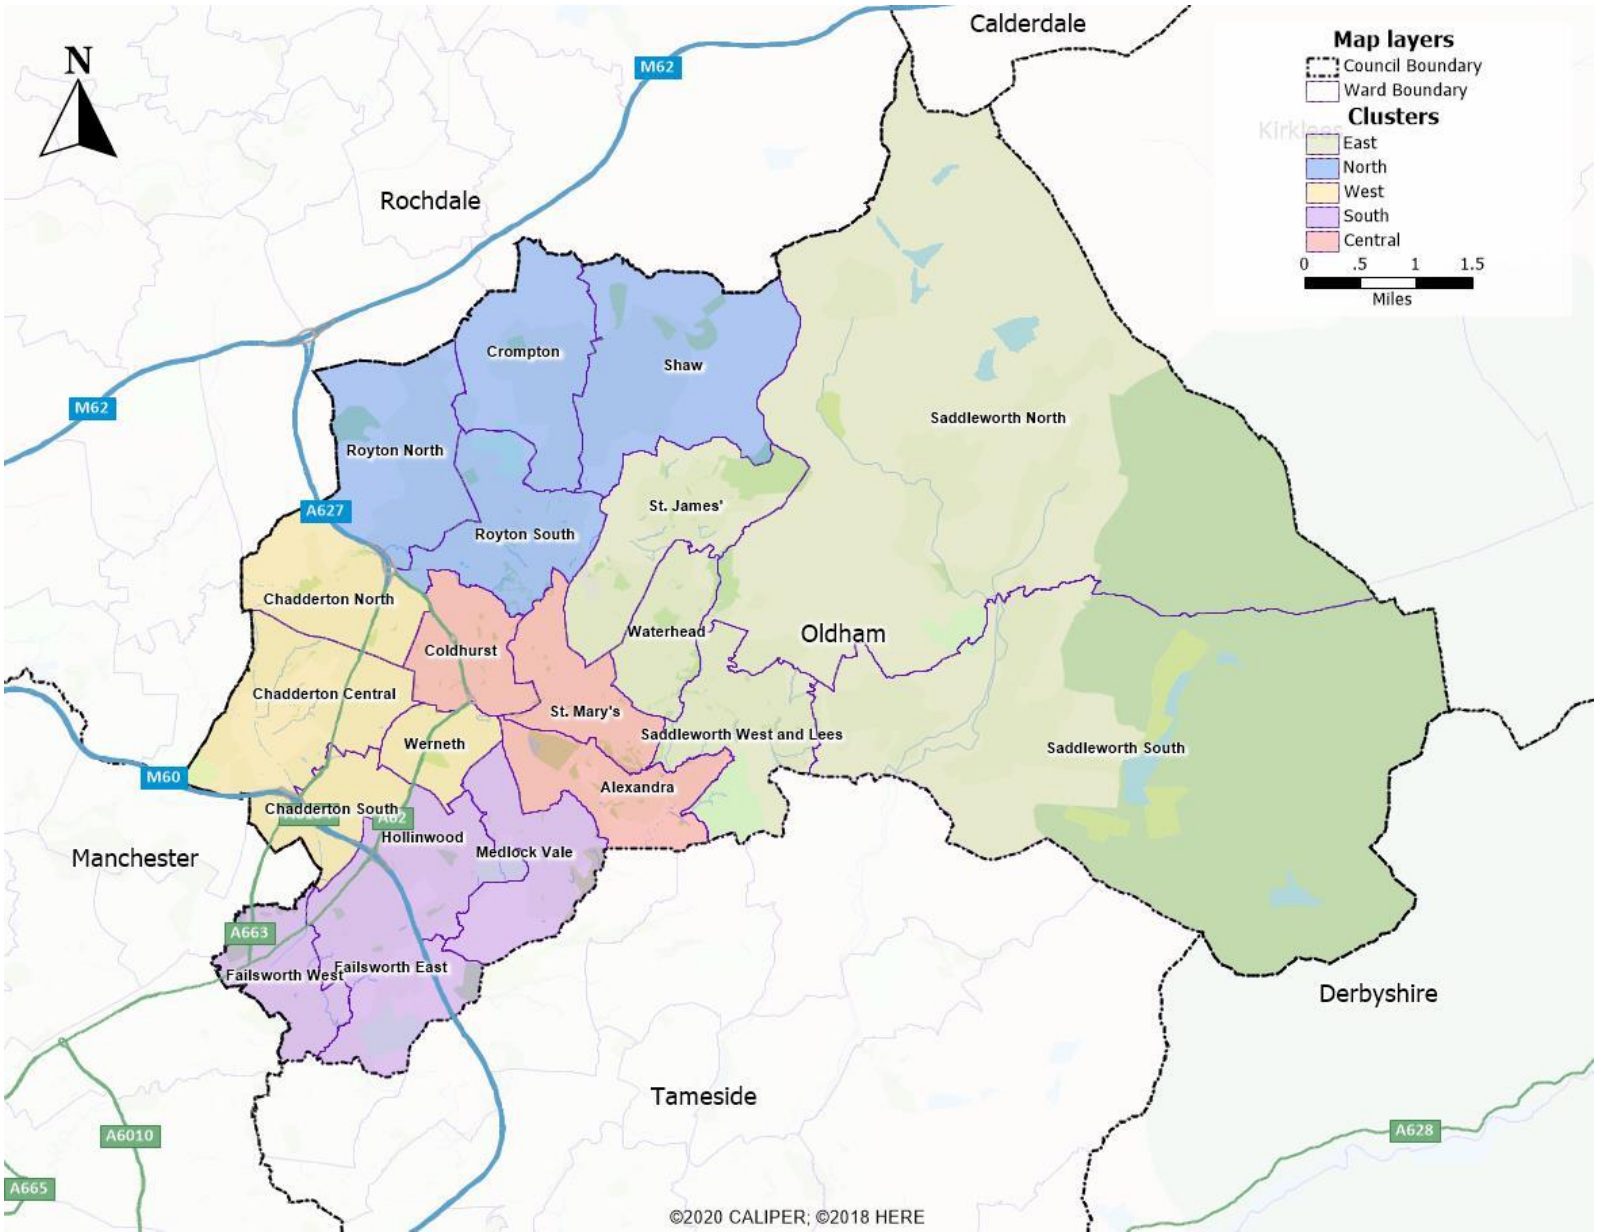 Calderdale
N
M62
Map layers
Council Boundary
Ward Boundary
Clusters
Kirklees
East
North
West
South
Central
0 .5 1 1.5
Miles
Rochdale
Crompton
Shaw
M62
Saddleworth North
Royton North
A627
St. James'
Royton South
Chadderton North
Waterhead
Oldham
Coldhurst
Chadderton Central
St. Mary's
Saddleworth West and Lees
Werneth
Saddleworth South
M60
Alexandra
Chadderton South
A62
Hollinwood
Manchester
Medlock Vale
A663
Failsworth West
Failsworth East
Derbyshire
Tameside
A6010
A628
A665
©2020 CALIPER; ©2018 HERE